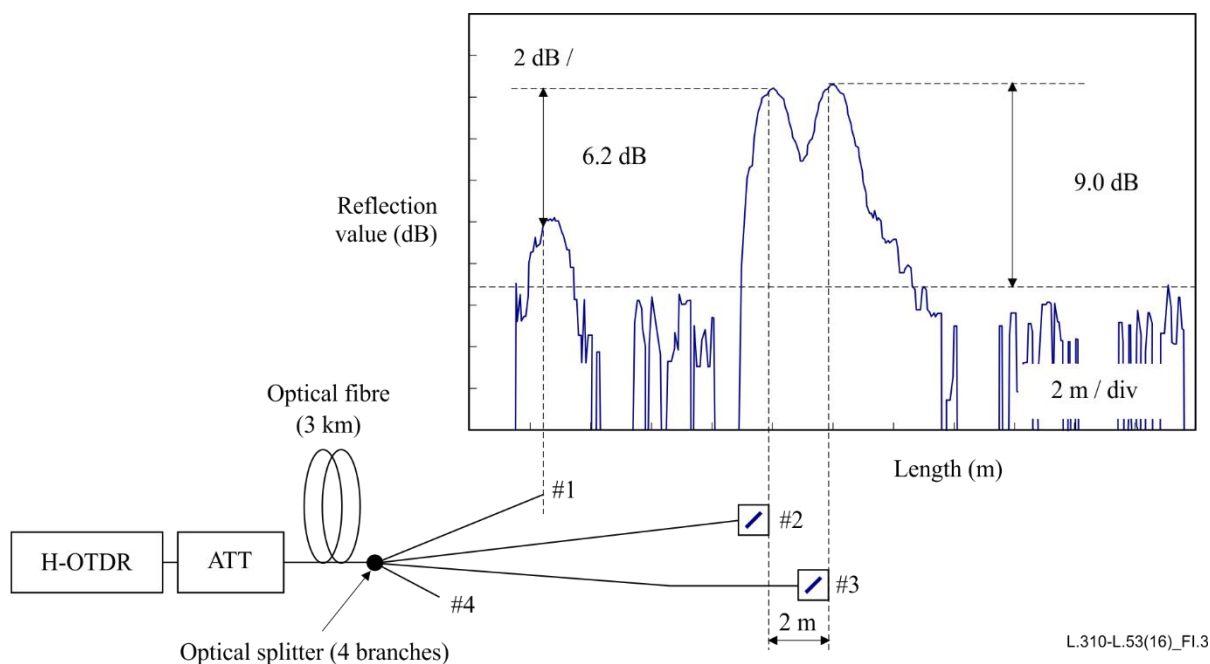 2 dB /
6.2 dB
9.0 dB
Reflection
value (dB)
2 m / div
Length (m)
Optical fibre
(3 km)
#1
#2
#3
#4
H-OTDR
ATT
2 m
Optical splitter (4 branches)
L.310-L.53(16)_FI.3